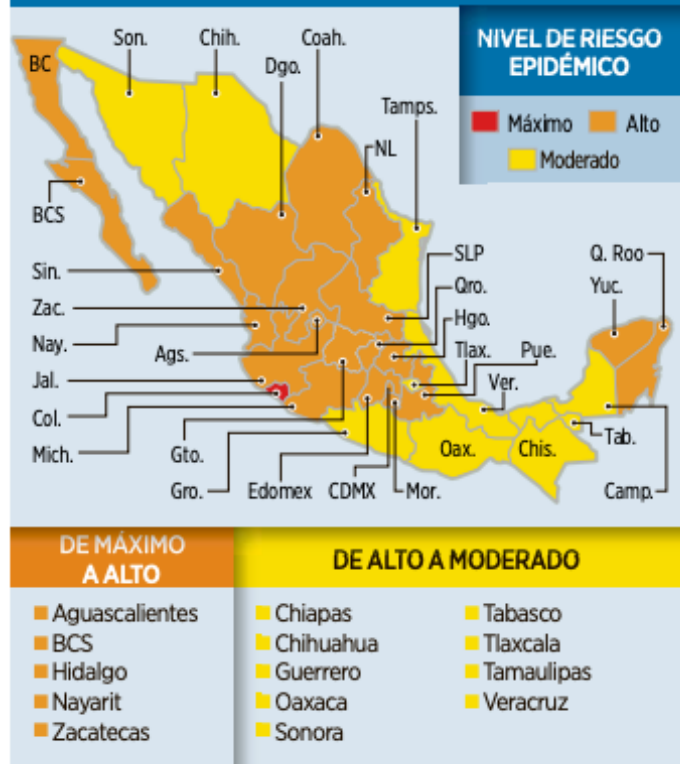 NIVEL DE RIESGO
EPIDÉMICO
Máximo
Alto
Moderado
BC
Son.
Chih.
Dgo.
Coah.
Tamps.
NL
BCS
Sin.
SLP
Q. Roo
Zac.
Qro.
Yuc.
Nay.
Ags.
Hgo.
Tlax.
Pue.
Jal.
Ver.
Col.
Mich.
Gto.
Oax.
Chis.
Tab.
Gro.
Edomex
CDMX
Mor.
Camp.
DE MÁXIMO
A ALTO
Aguascalientes
BCS
Hidalgo
Nayarit
Zacatecas
DE ALTO A MODERADO
Chiapas
Chihuahua
Guerrero
Oaxaca
Sonora
Tabasco
Tlaxcala
Tamaulipas
Veracruz